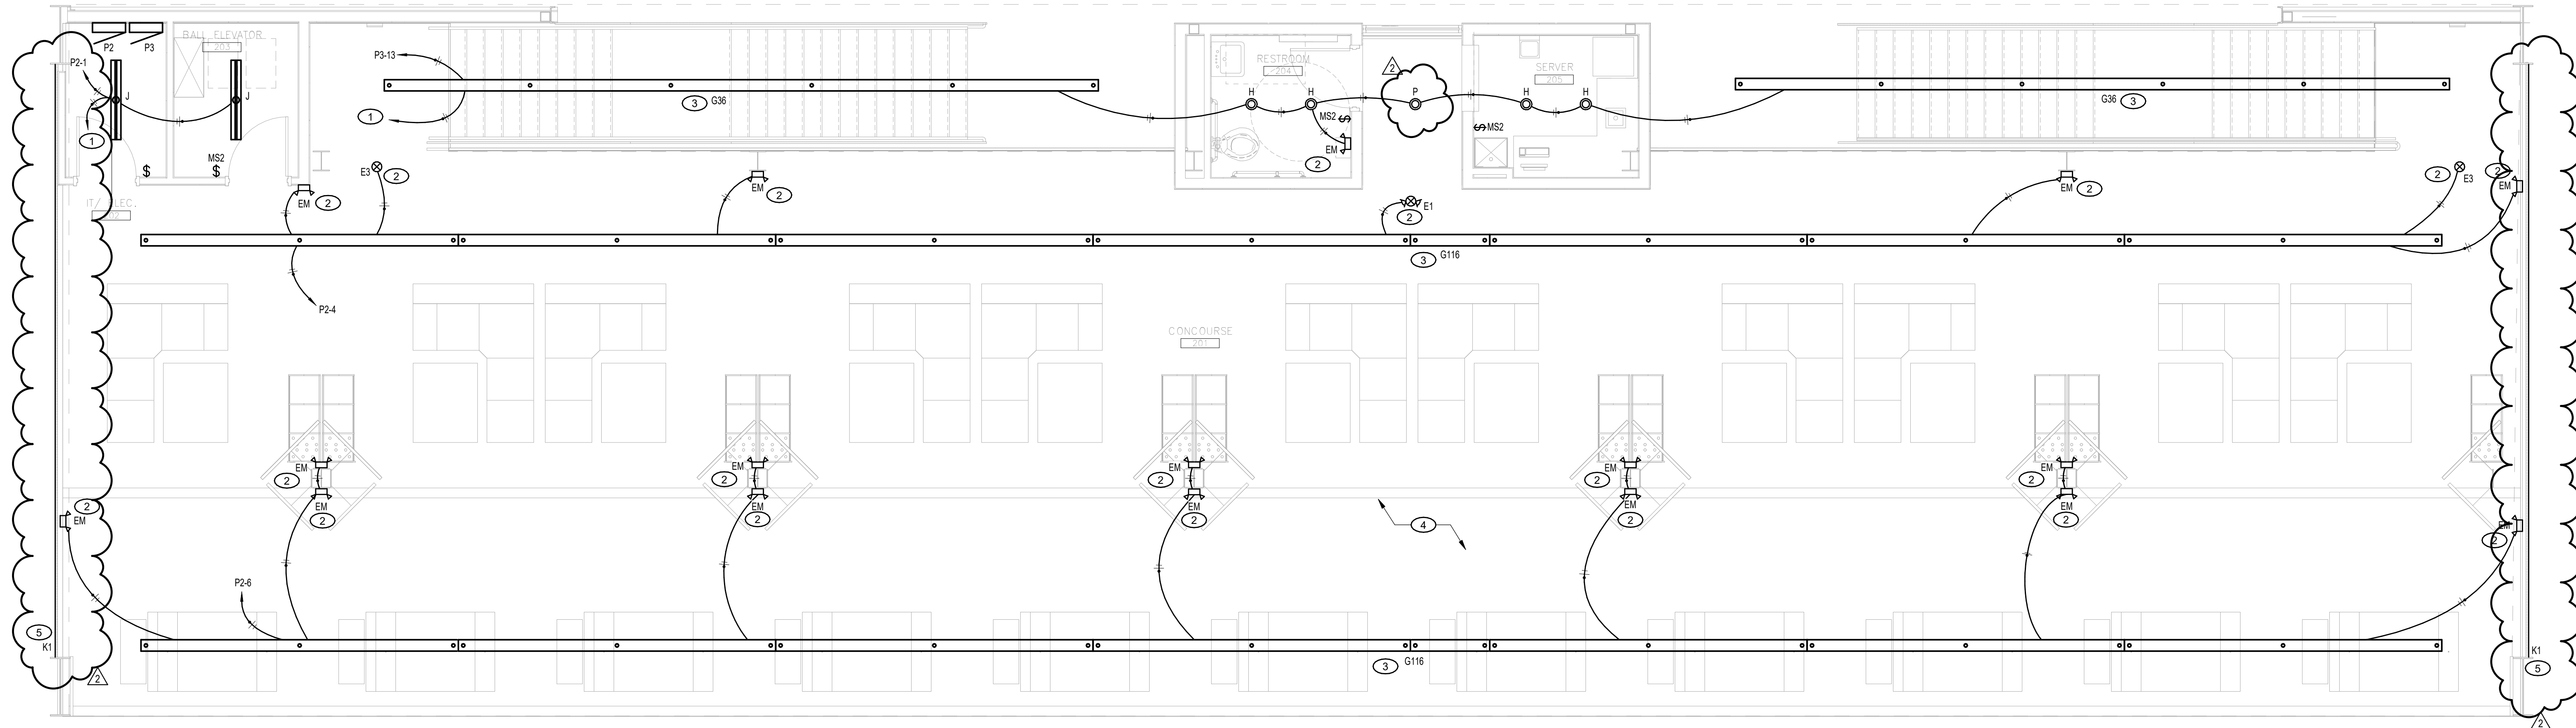 P2
P3
BALL ELEVATOR
203
P2-1
J
J
1
MS2
$
$
IT/ ELEC.
202
P3-13
1
3
G36
E3
2
EM
2
EM
2
RESTROOM
204
H
H
MS2
$
EM
2
2
P
SERVER
205
H
H
$
MS2
G36
3
E1
2
EM
2
2
E3
2
EM
3
G116
P2-4
CONCOURSE
201
EM
2
EM
2
EM
2
EM
2
EM
2
EM
2
EM
2
EM
2
EM
2
EM
2
2
EM
4
EM
2
P2-6
5
K1
2
3
G116
K1
5
2